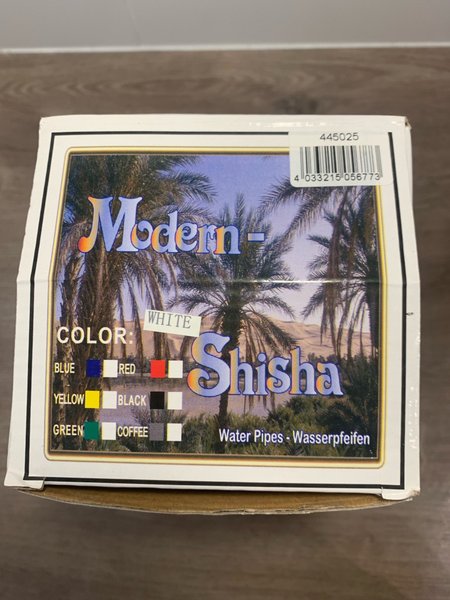 445025
4 033215 056773
Modern-
WHITE
COLOR:
Shisha
BLUE RED
YELLOW BLACK
GREEN COFFEE
Water Pipes - Wasserpfeifen